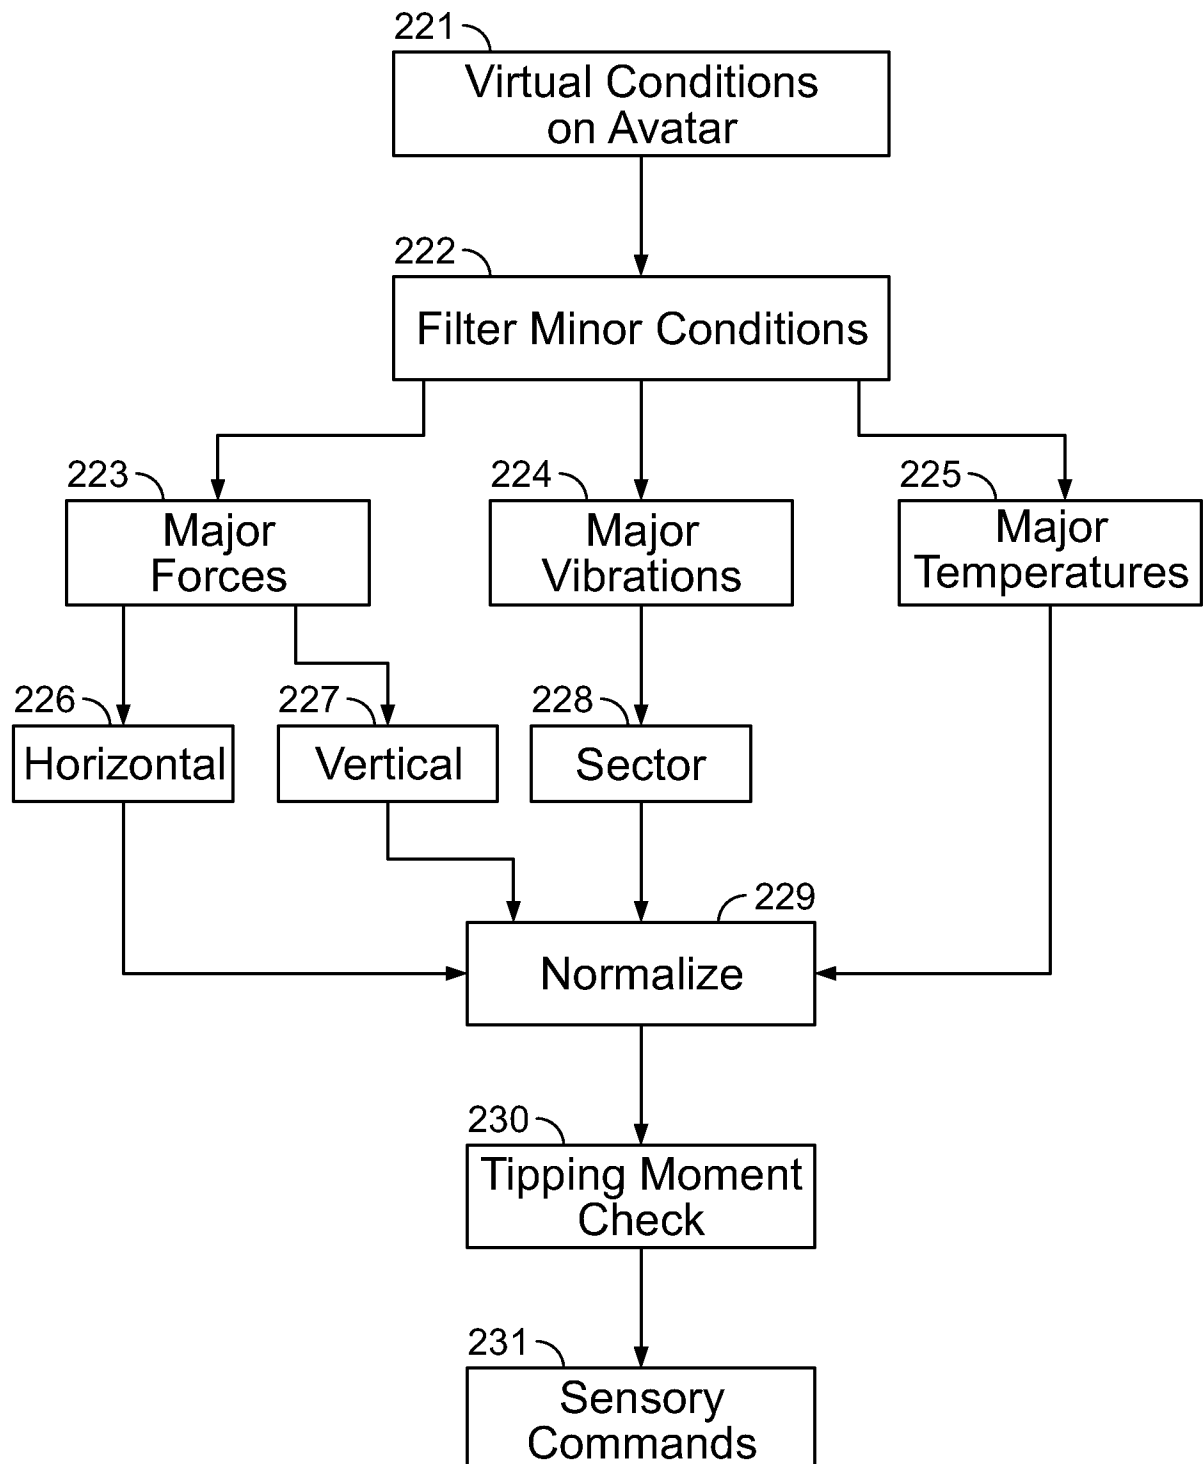 221
Virtual Conditions
on Avatar
222
Filter Minor Conditions
223
Major
Forces
224
Major
Vibrations
225
Major
Temperatures
226
Horizontal
227
Vertical
228
Sector
229
Normalize
230
Tipping Moment
Check
231
Sensory
Commands